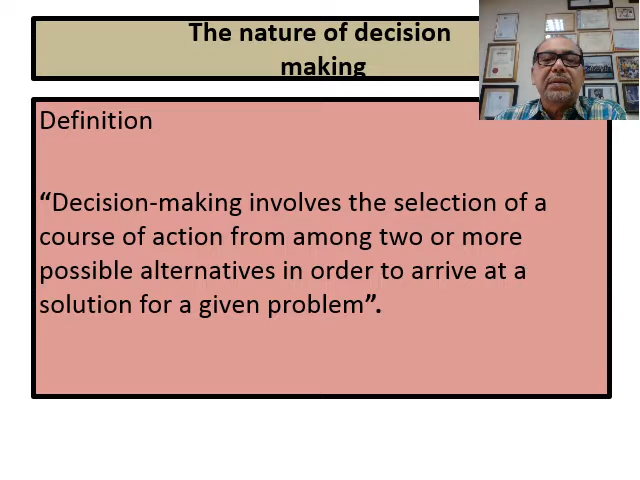 The nature of decision
making
Definition
“Decision-making involves the selection of a
course of action from among two or more
possible alternatives in order to arrive at a
solution for a given problem”.